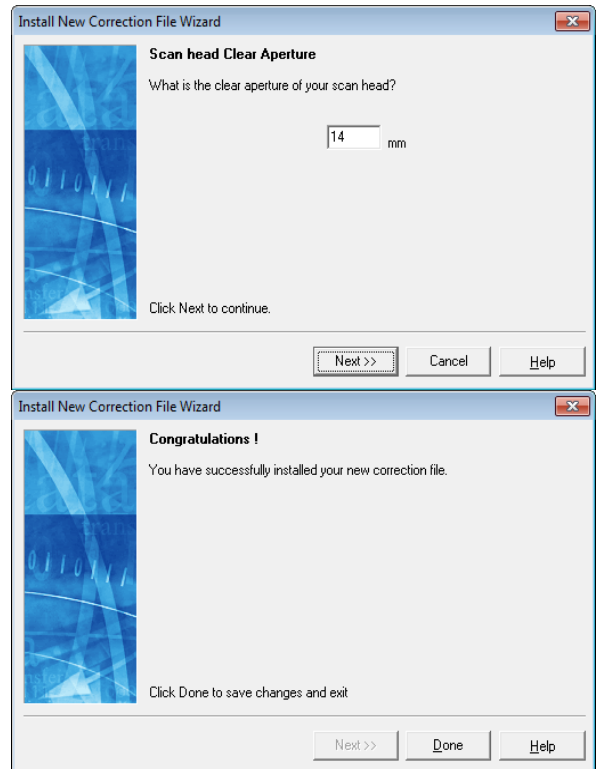 Install New Correction File Wizard
Scan head Clear Aperture
What is the clear aperture of your scan head?
14 mm
Click Next to continue.
Next >> Cancel Help
Install New Correction File Wizard
Congratulations !
You have successfully installed your new correction file.
Click Done to save changes and exit
Next >> Done Help